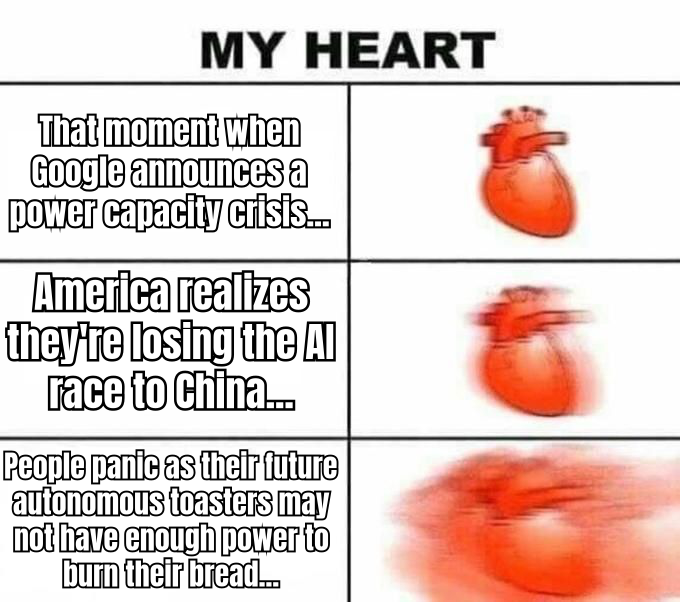 MY HEART
That moment when
Google announces a
power capacity crisis...
America realizes
they're losing the AI
race to China...
People panic as their future
autonomous toasters may
not have enough power to
burn their bread...